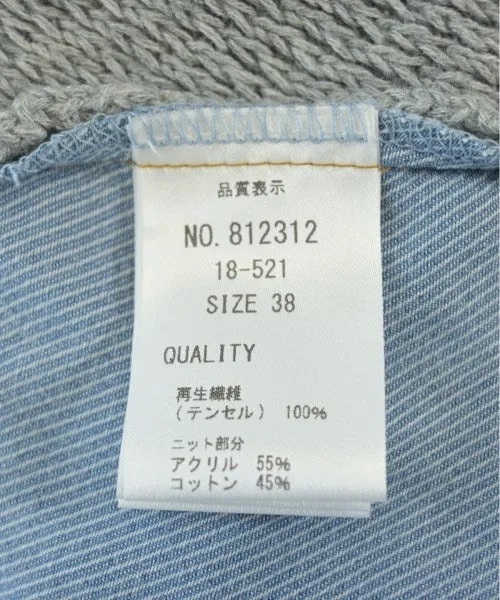 品質表示
NO. 812312
18-521
SIZE 38
QUALITY
再生繊維
(テンセル) 100%
ニット部分
アクリル 55%
コットン 45%